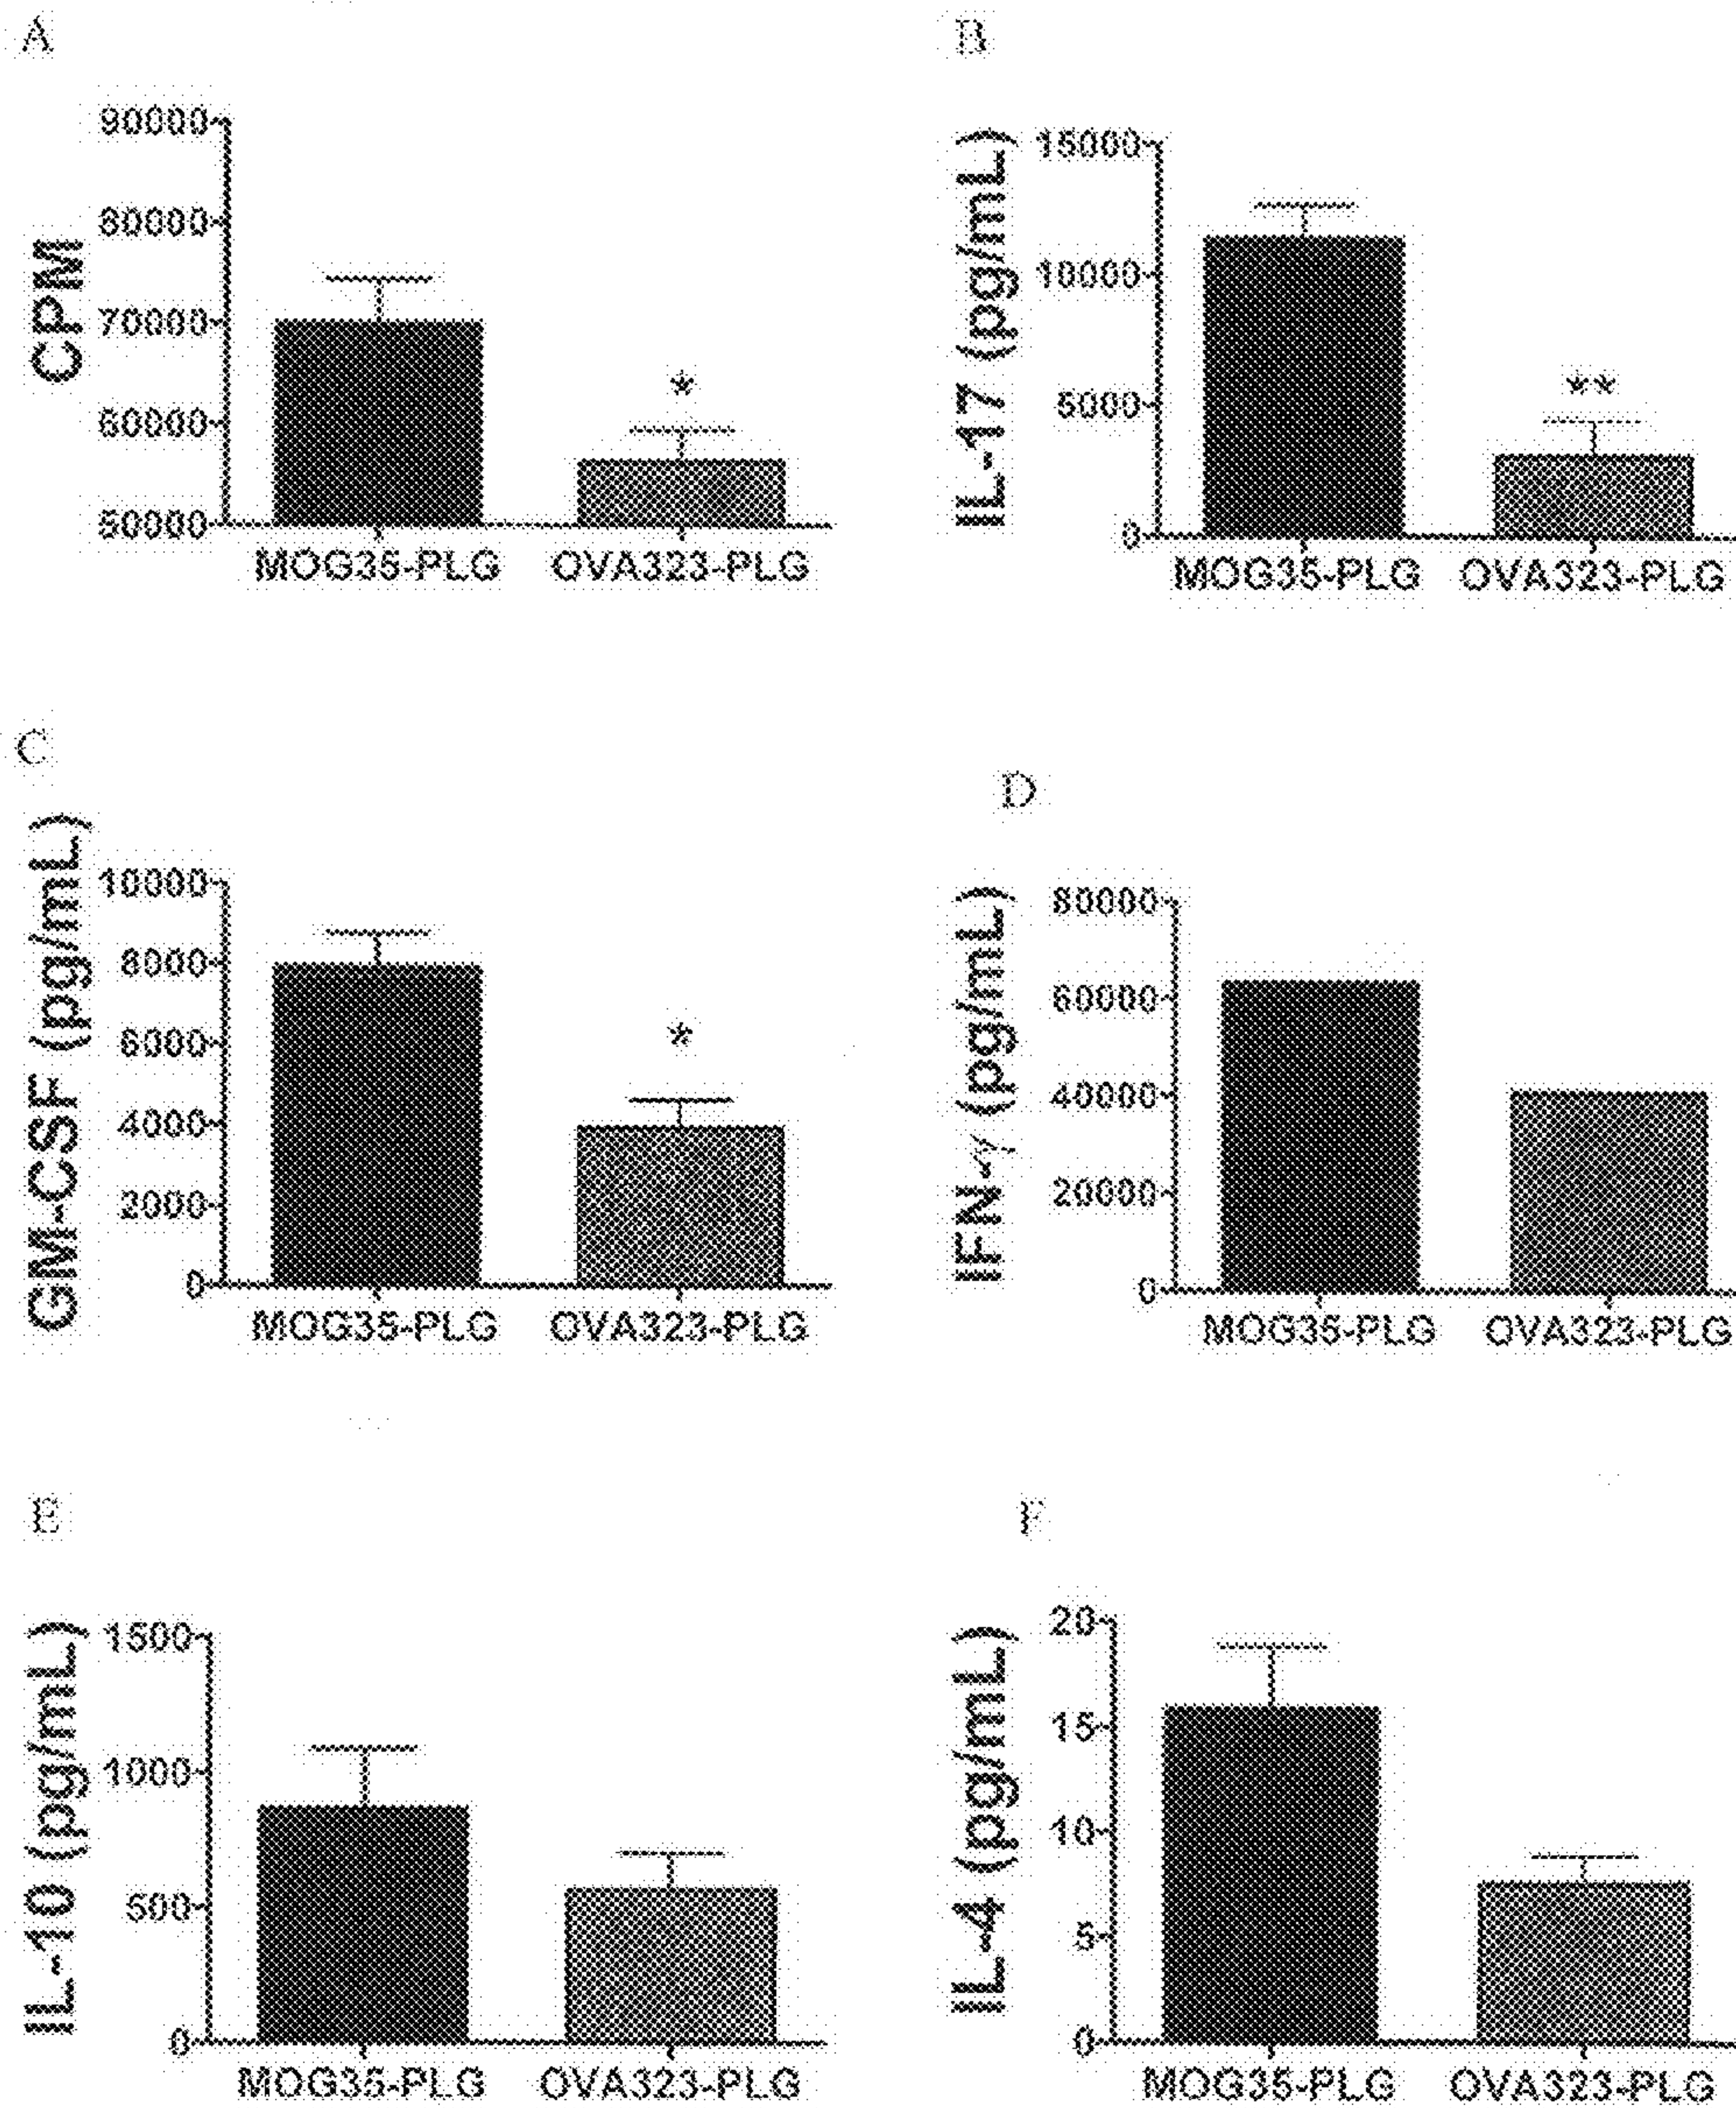 A
CPM
90000
80000
70000
60000
50000
*
MOG35-PLG OVA323-PLG
B
IL-17 (pg/mL)
15000
10000
5000
0
**
MOG35-PLG OVA323-PLG
C
GM-CSF (pg/mL)
10000
8000
6000
4000
2000
0
*
MOG35-PLG OVA323-PLG
D
IFN-γ (pg/mL)
80000
60000
40000
20000
0
MOG35-PLG OVA323-PLG
E
IL-10 (pg/mL)
1500
1000
500
0
MOG35-PLG OVA323-PLG
F
IL-4 (pg/mL)
20
15
10
5
0
MOG35-PLG OVA323-PLG